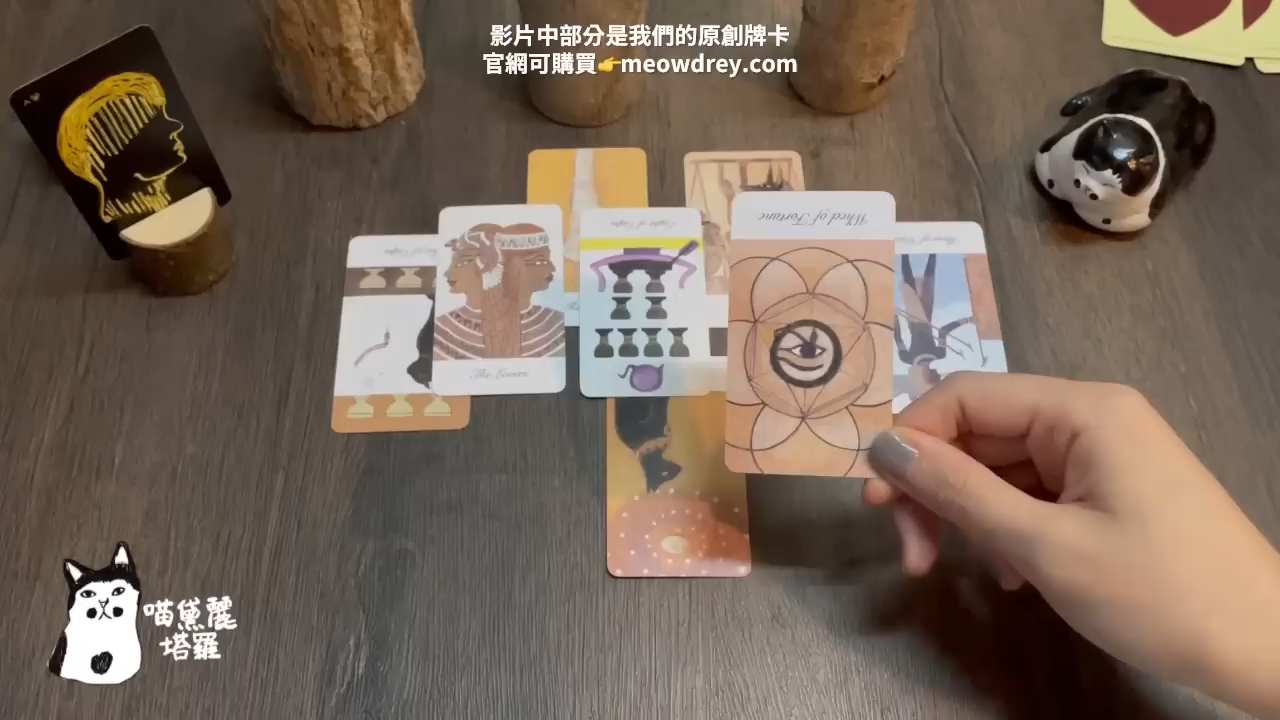 影片中部分是我們的原創牌卡
官網可購買👉meowdrey.com
Wheel of Fortune
The Lovers
喵黛麗
塔羅